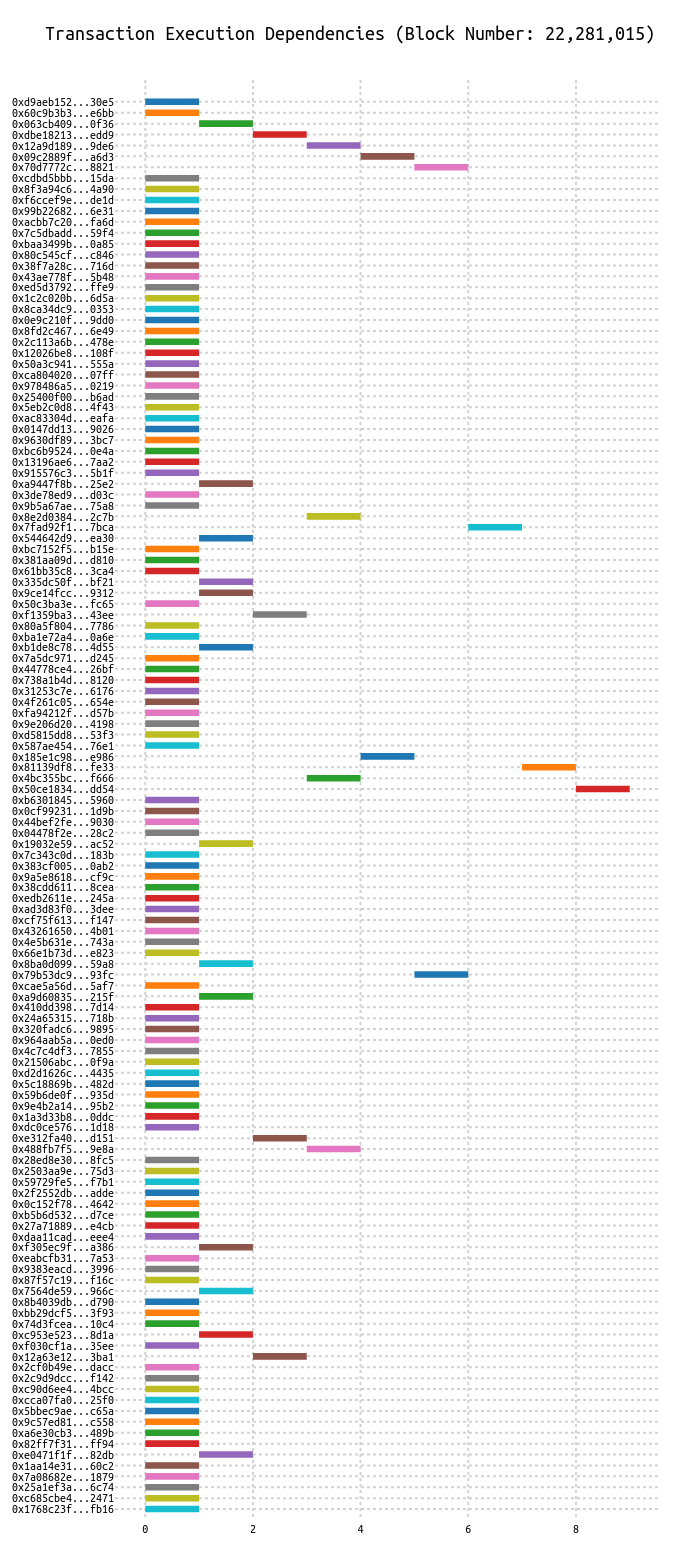 Transaction Execution Dependencies (Block Number: 22,281,015)
0xd9aeb152...30e5
0x60c9b3b3...e6bb
0x063cb409...0f36
0xdbe18213...edd9
0x12a9d189...9de6
0x09c2889f...a6d3
0x70d7772c...8821
0xcdbd5bbb...15da
0x8f3a94c6...4a90
0xf6ccef9e...de1d
0x99b22682...6e31
0xacbb7c20...fa6d
0x7c5dbadd...59f4
0xbaa3499b...0a85
0x80c545cf...c846
0x38f7a28c...716d
0x43ae778f...5b48
0xed5d3792...ffe9
0x1c2c020b...6d5a
0x8ca34dc9...0353
0x0e9c210f...9dd0
0x8fd2c467...6e49
0x2c113a6b...478e
0x12026be8...108f
0x50a3c941...555a
0xca804020...07ff
0x978486a5...0219
0x25400f00...b6ad
0x5eb2c0d8...4f43
0xac83304d...eafa
0x0147dd13...9026
0x9630df89...3bc7
0xbc6b9524...0e4a
0x13196ae6...7aa2
0x915576c3...5b1f
0xa9447f8b...25e2
0x3de78ed9...d03c
0x9b5a67ae...75a8
0x8e2d0384...2c7b
0x7fad92f1...7bca
0x544642d9...ea30
0xbc7152f5...b15e
0x381aa09d...d810
0x61bb35c8...3ca4
0x335dc50f...bf21
0x9ce14fcc...9312
0x50c3ba3e...fc65
0xf1359ba3...43ee
0x80a5f804...7786
0xba1e72a4...0a6e
0xb1de8c78...4d55
0x7a5dc971...d245
0x44778ce4...26bf
0x738a1b4d...8120
0x31253c7e...6176
0x4f261c05...654e
0xfa94212f...d57b
0x9e206d20...4198
0xd5815dd8...53f3
0x587ae454...76e1
0x185e1c98...e986
0x81139df8...fe33
0x4bc355bc...f666
0x50ce1834...dd54
0xb6301845...5960
0x0cf99231...1d9b
0x44bef2fe...9030
0x04478f2e...28c2
0x19032e59...ac52
0x7c343c0d...183b
0x383cf005...0ab2
0x9a5e8618...cf9c
0x38cdd611...8cea
0xedb2611e...245a
0xad3d83f0...3dee
0xcf75f613...f147
0x43261650...4b01
0x4e5b631e...743a
0x66e1b73d...e823
0x8ba0d099...59a8
0x79b53dc9...93fc
0xcae5a56d...5af7
0xa9d60835...215f
0x410dd398...7d14
0x24a65315...718b
0x320fadc6...9895
0x964aab5a...0ed0
0x4c7c4df3...7855
0x21506abc...0f9a
0xd2d1626c...4435
0x5c18869b...482d
0x59b6de0f...935d
0x9e4b2a14...95b2
0x1a3d33b8...0ddc
0xdc0ce576...1d18
0xe312fa40...d151
0x488fb7f5...9e8a
0x28ed8e30...8fc5
0x2503aa9e...75d3
0x59729fe5...f7b1
0x2f2552db...adde
0x0c152f78...4642
0xb5b6d532...d7ce
0x27a71889...e4cb
0xdaa11cad...eee4
0xf305ec9f...a386
0xeabcfb31...7a53
0x9383eacd...3996
0x87f57c19...f16c
0x7564de59...966c
0x8b4039db...d790
0xbb29dcf5...3f93
0x74d3fcea...10c4
0xc953e523...8d1a
0xf030cf1a...35ee
0x12a63e12...3ba1
0x2cf0b49e...dacc
0x2c9d9dcc...f142
0xc90d6ee4...4bcc
0xcca07fa0...25f0
0x5bbec9ae...c65a
0x9c57ed81...c558
0xa6e30cb3...489b
0x82ff7f31...ff94
0xe0471f1f...82db
0x1aa14e31...60c2
0x7a08682e...1879
0x25a1ef3a...6c74
0xc685cbe4...2471
0x1768c23f...fb16
0 2 4 6 8